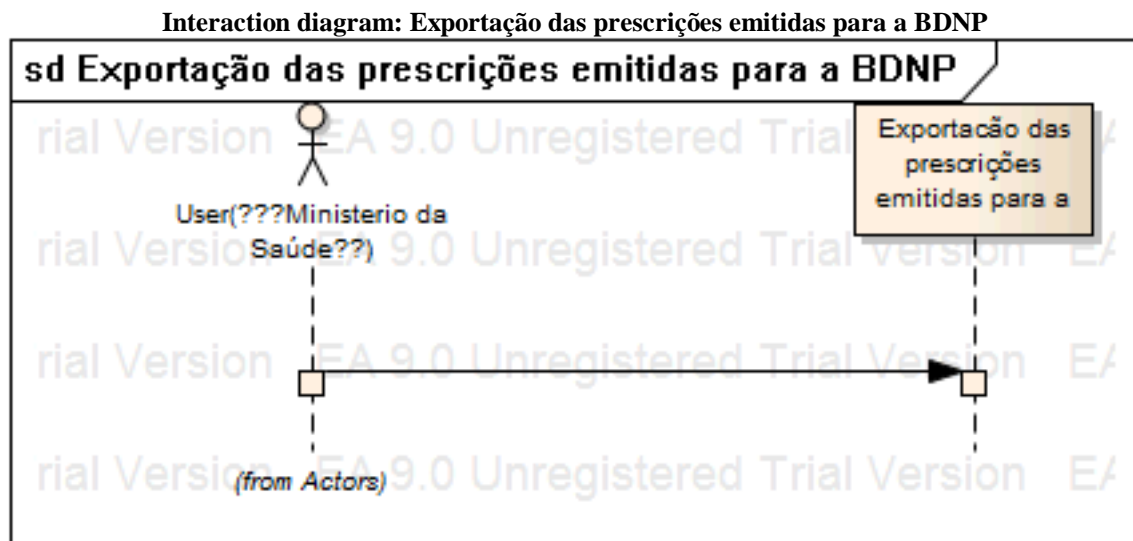 Interaction diagram: Exportação das prescrições emitidas para a BDNP
sd Exportação das prescrições emitidas para a BDNP
rial Version EA 9.0 Unregistered Trial
Exportacão das
prescrições
emitidas para a
User(???Ministerio da
Saúde??)
rial Version EA 9.0 Unregistered Trial Version EA
rial Version EA 9.0 Unregistered Trial Version EA
rial Version EA 9.0 Unregistered Trial Version EA
(from Actors)